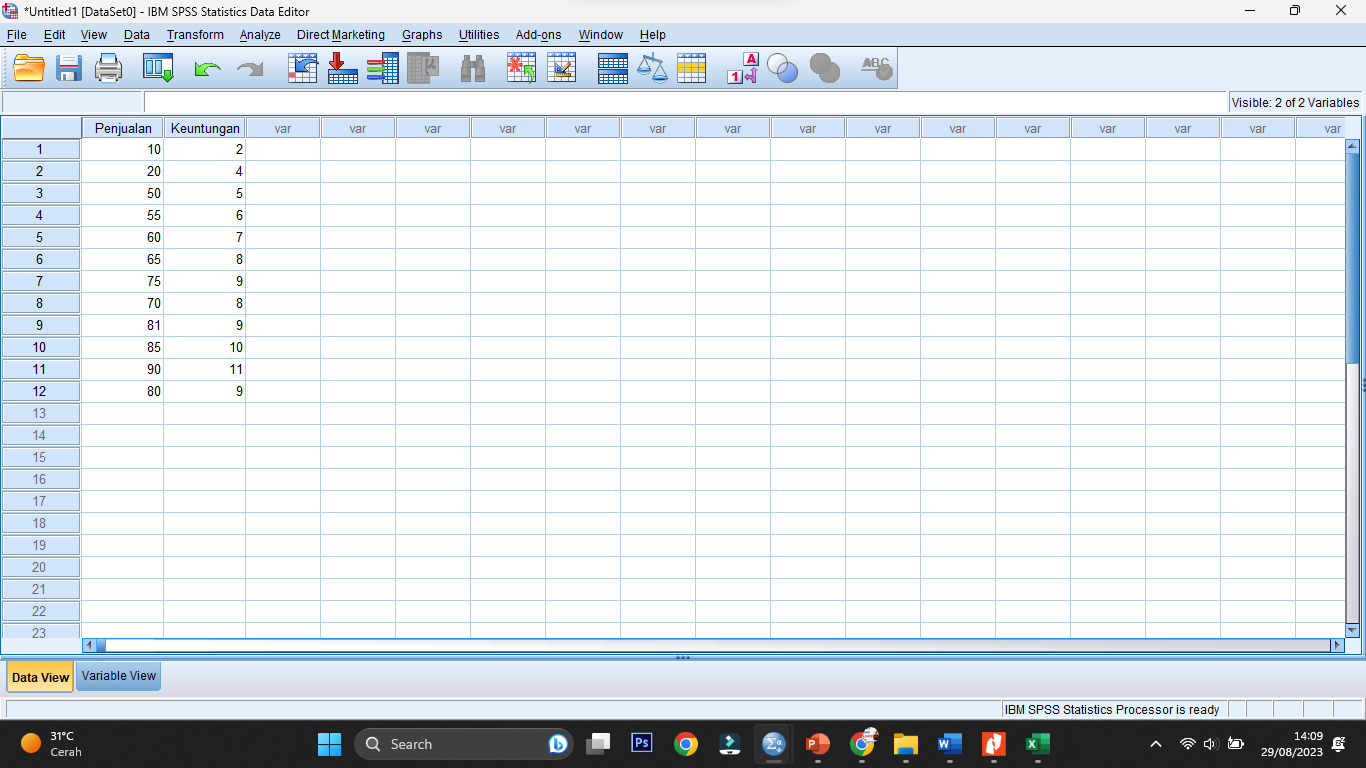 *Untitled1 [DataSet0] - IBM SPSS Statistics Data Editor
File Edit View Data Transform Analyze Direct Marketing Graphs Utilities Add-ons Window Help
A
1
ABC
Visible: 2 of 2 Variables
Penjualan Keuntungan var var var var var var var var var var var var var var var
1 10 2
2 20 4
3 50 5
4 55 6
5 60 7
6 65 8
7 75 9
8 70 8
9 81 9
10 85 10
11 90 11
12 80 9
13
14
15
16
17
18
19
20
21
22
23
Data View Variable View
IBM SPSS Statistics Processor is ready
31°C
Cerah
Search
Ps
P
W
X
14:09
29/08/2023